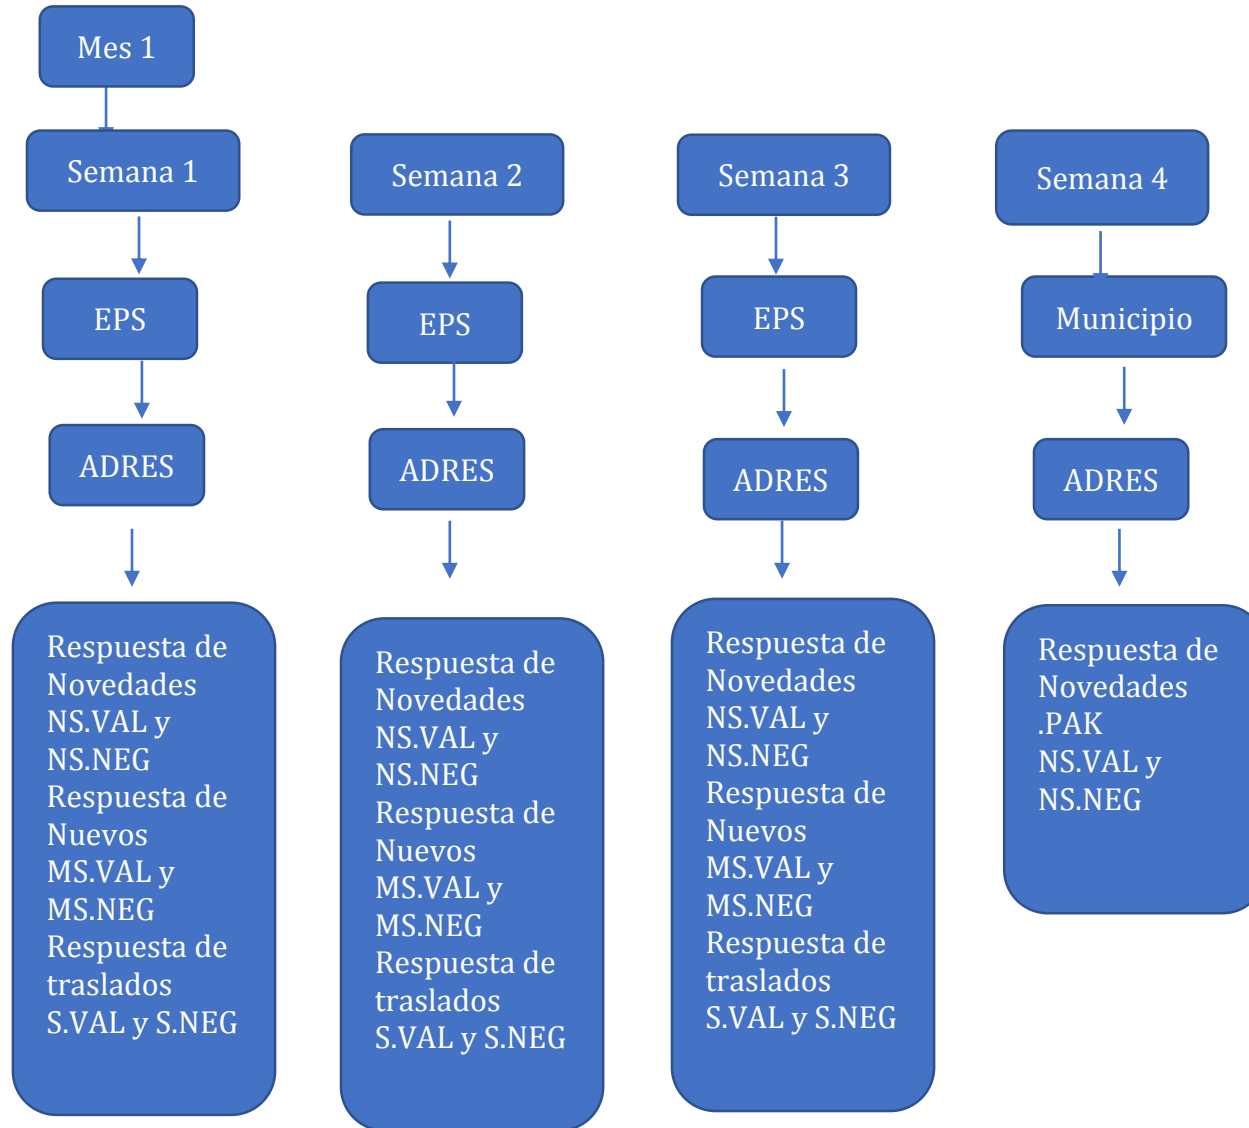 Mes 1
Semana 1
EPS
ADRES
Respuesta de
Novedades
NS.VAL y
NS.NEG
Respuesta de
Nuevos
MS.VAL y
MS.NEG
Respuesta de
traslados
S.VAL y S.NEG
Semana 2
EPS
ADRES
Respuesta de
Novedades
NS.VAL y
NS.NEG
Respuesta de
Nuevos
MS.VAL y
MS.NEG
Respuesta de
traslados
S.VAL y S.NEG
Semana 3
EPS
ADRES
Respuesta de
Novedades
NS.VAL y
NS.NEG
Respuesta de
Nuevos
MS.VAL y
MS.NEG
Respuesta de
traslados
S.VAL y S.NEG
Semana 4
Municipio
ADRES
Respuesta de
Novedades
.PAK
NS.VAL y
NS.NEG